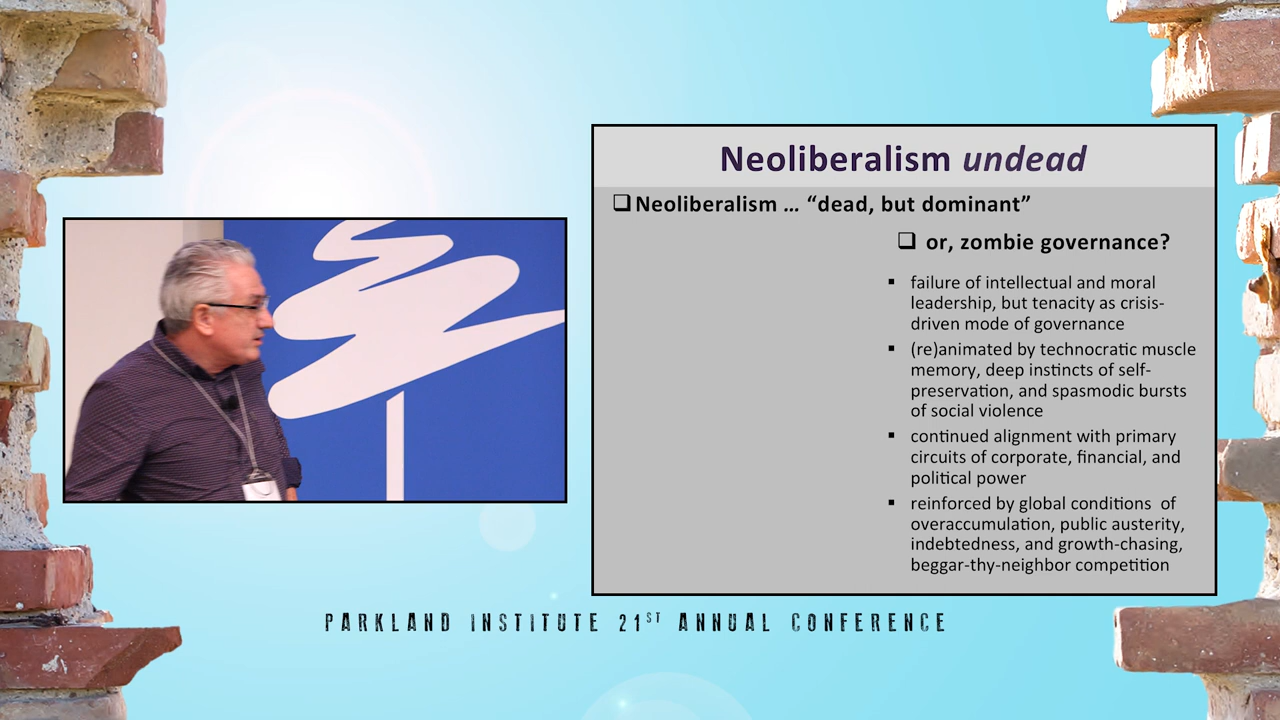 Neoliberalism undead
Neoliberalism … “dead, but dominant”
or, zombie governance?
failure of intellectual and moral
leadership, but tenacity as crisis-
driven mode of governance
(re)animated by technocratic muscle
memory, deep instincts of self-
preservation, and spasmodic bursts
of social violence
continued alignment with primary
circuits of corporate, financial, and
political power
reinforced by global conditions of
overaccumulation, public austerity,
indebtedness, and growth-chasing,
beggar-thy-neighbor competition
PARKLAND INSTITUTE 21ST ANNUAL CONFERENCE